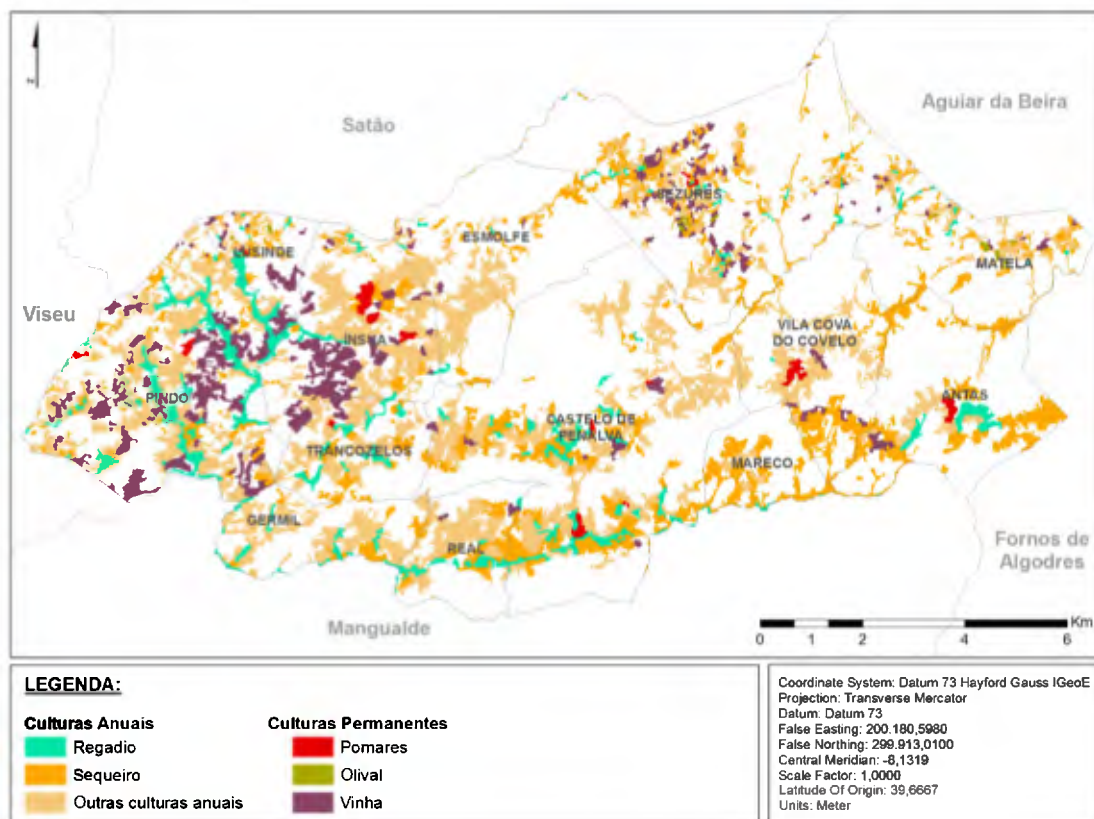 Aguiar da Beira
Satão
SEZURES
LUSINDE
ESMOLFE
MATELA
Viseu
VILA COVA
DO COVELO
ÍNSUA
PINDO
ANTAS
CASTELO DE
PENALVA
TRANCOZELOS
MARECO
GERMIL
REAL
Fornos de
Algodres
Mangualde
Km
0 1 2 4 6
LEGENDA:
Culturas Anuais
Regadio
Sequeiro
Outras culturas anuais
Culturas Permanentes
Pomares
Olival
Vinha
Coordinate System: Datum 73 Hayford Gauss IGeoE
Projection: Transverse Mercator
Datum: Datum 73
False Easting: 200.180,5980
False Northing: 299.913,0100
Central Meridian: -8,1319
Scale Factor: 1,0000
Latitude Of Origin: 39,6667
Units: Meter